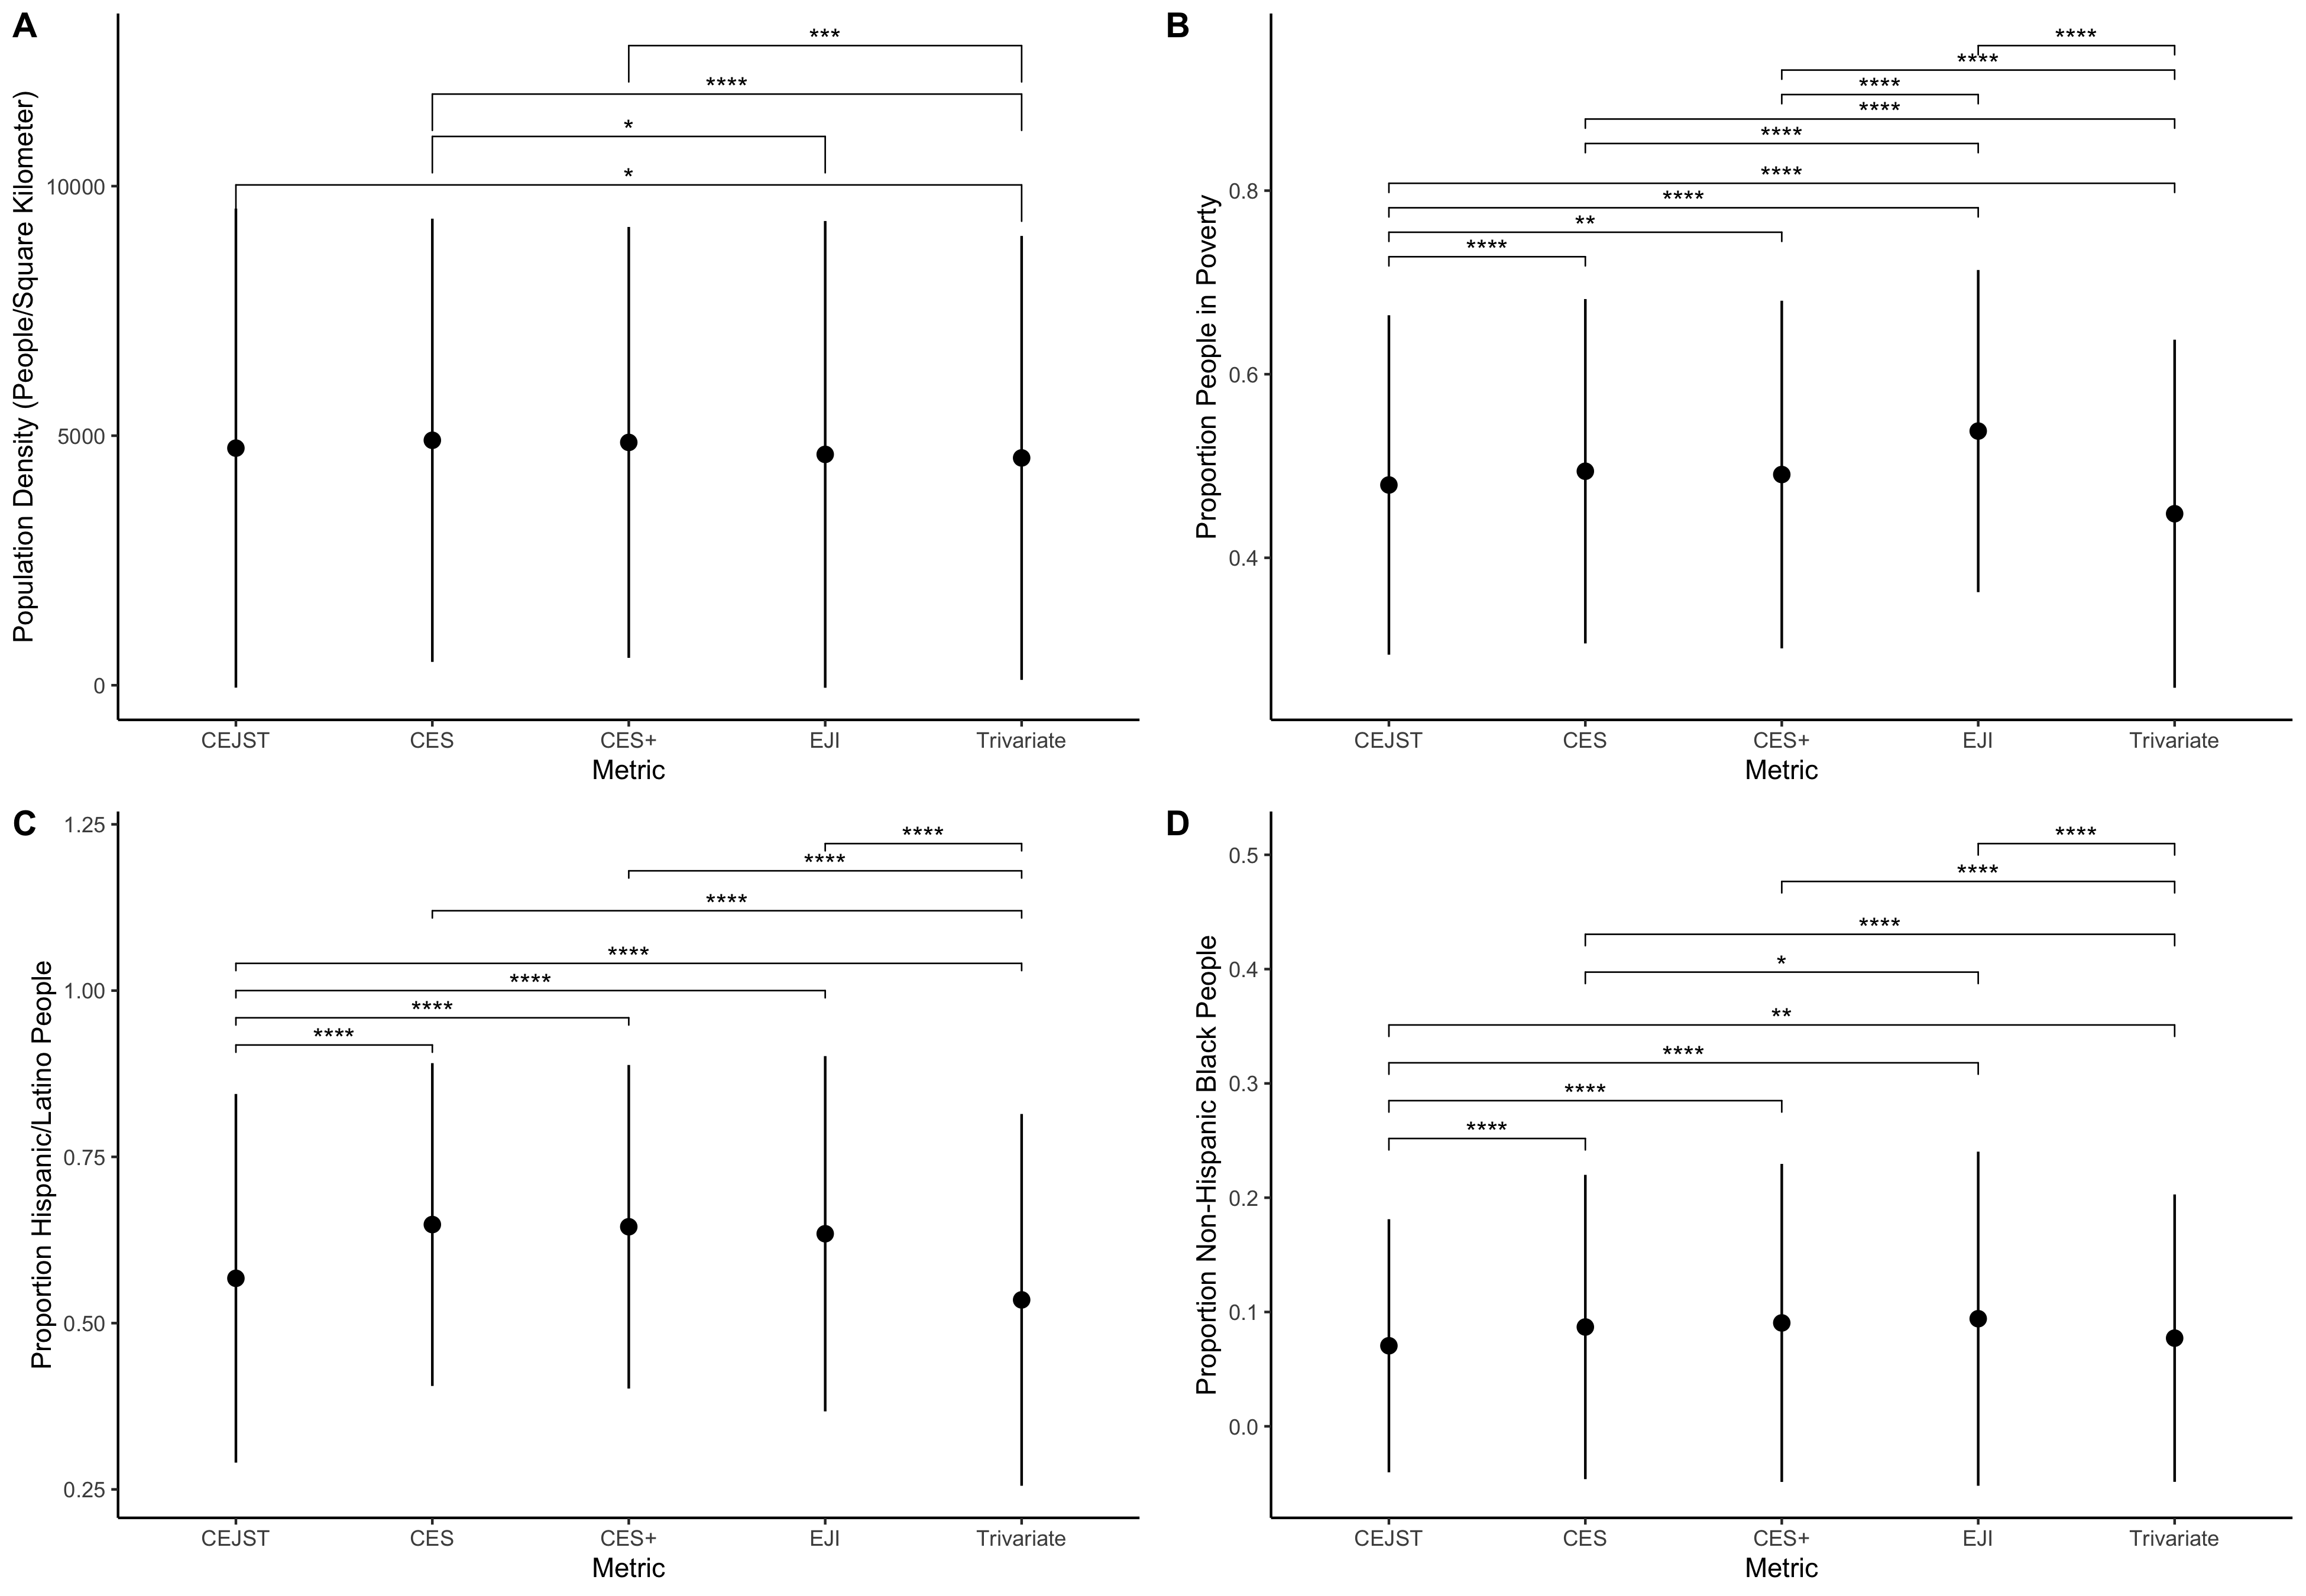 A
Population Density (People/Square Kilometer)
10000
5000
0
***
****
*
*
CEJST CES CES+ EJI Trivariate
Metric
B
Proportion People in Poverty
0.8
0.6
0.4
****
****
****
****
****
****
****
**
****
CEJST CES CES+ EJI Trivariate
Metric
C
Proportion Hispanic/Latino People
1.25
1.00
0.75
0.50
0.25
****
****
****
****
****
****
****
CEJST CES CES+ EJI Trivariate
Metric
D
Proportion Non-Hispanic Black People
0.5
0.4
0.3
0.2
0.1
0.0
****
****
****
*
**
****
****
****
CEJST CES CES+ EJI Trivariate
Metric